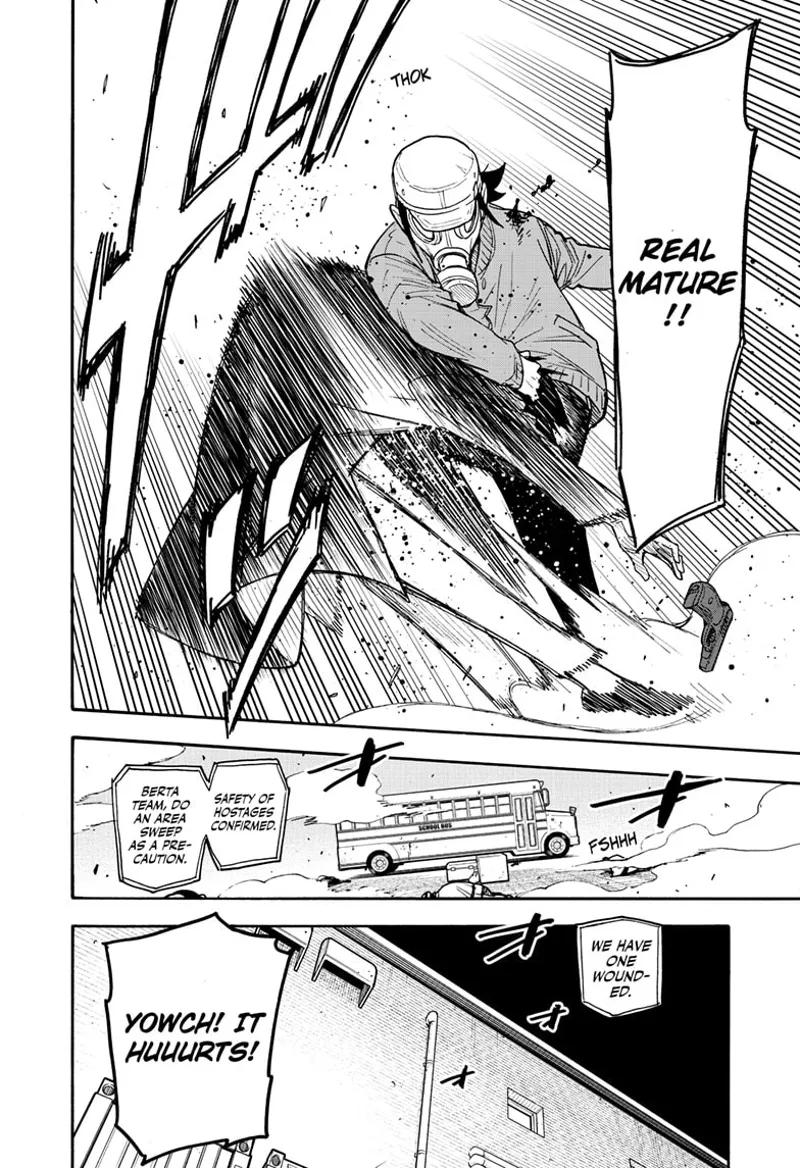 REAL
MATURE
!!
THOK
SAFETY OF
HOSTAGES
CONFIRMED.
BERTA
TEAM, DO
AN AREA
SWEEP
AS A PRE-
CAUTION.
SCHOOL BUS
FSHHH
WE HAVE
ONE
WOUND-
ED.
YOWCH! IT
HUUURTS!